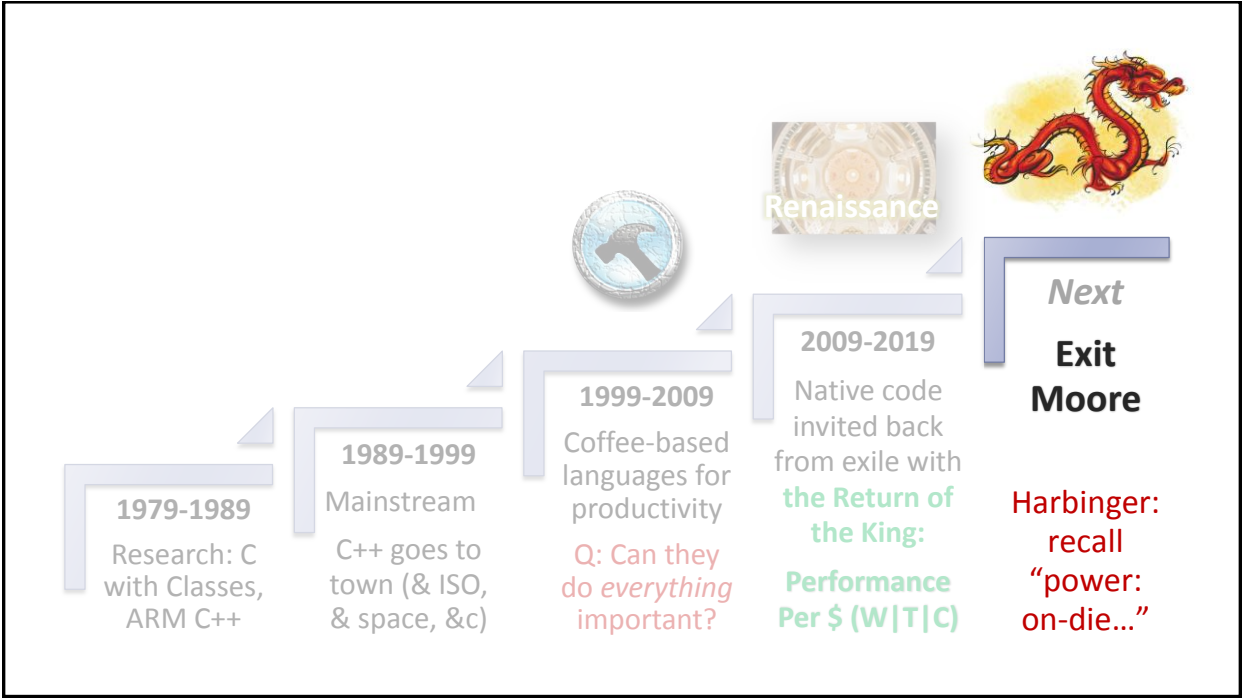 1979-1989
Research: C
with Classes,
ARM C++
1989-1999
Mainstream
C++ goes to
town (& ISO,
& space, &c)
1999-2009
Coffee-based
languages for
productivity
Q: Can they
do everything
important?
Renaissance
2009-2019
Native code
invited back
from exile with
the Return of
the King:
Performance
Per $ (W|T|C)
Next
Exit
Moore
Harbinger:
recall
“power:
on-die…”